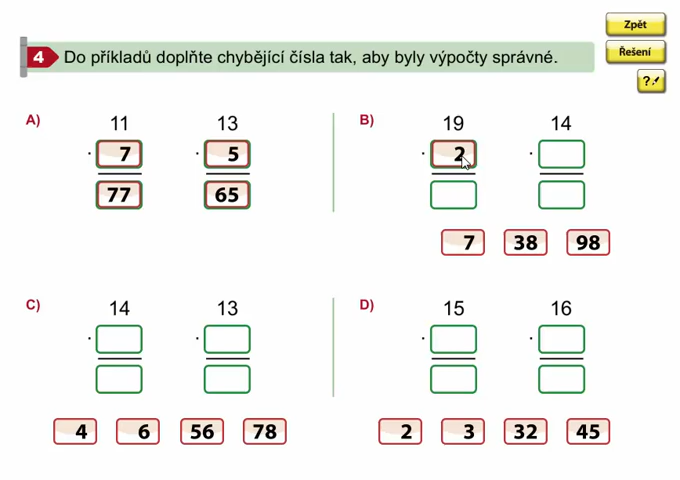 Zpět
Řešení
?
4 Do příkladů doplňte chybějící čísla tak, aby byly výpočty správné.
A) 11 13
· 7 · 5
77 65
B) 19 14
· 2 ·
7 38 98
C) 14 13
· ·
4 6 56 78
D) 15 16
· ·
2 3 32 45